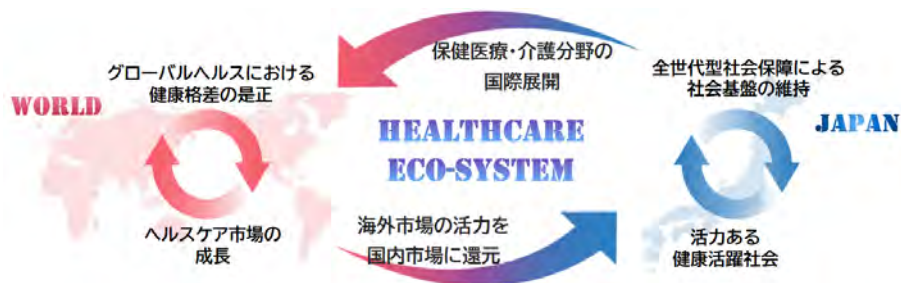 保健医療・介護分野の
国際展開
グローバルヘルスにおける
健康格差の是正
全世代型社会保障による
社会基盤の維持
WORLD
HEALTHCARE
ECO-SYSTEM
JAPAN
ヘルスケア市場の
成長
海外市場の活力を
国内市場に還元
活力ある
健康活躍社会